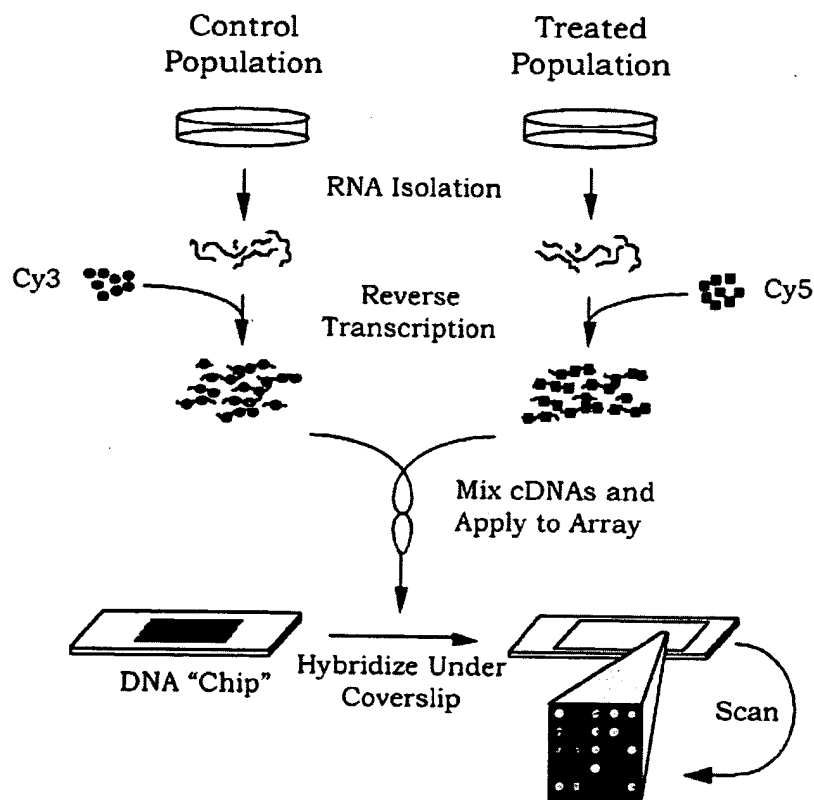 Control
Population
Treated
Population
RNA Isolation
Cy3
Reverse
Transcription
Cy5
Mix cDNAs and
Apply to Array
DNA “Chip”
Hybridize Under
Coverslip
Scan